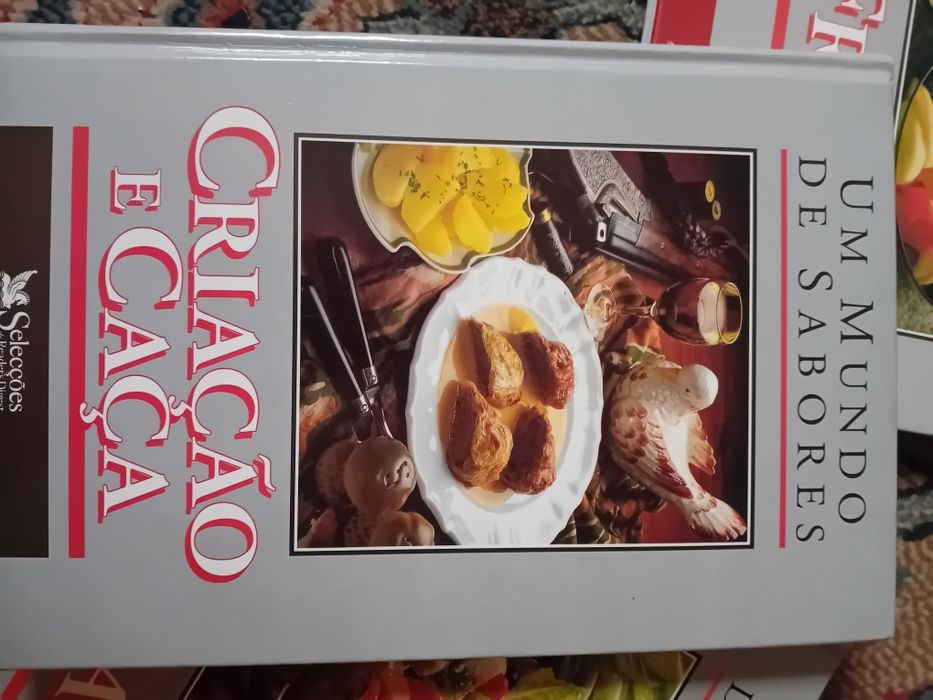 UM MUNDO
DE SABORES
CRIAÇÃO
E CAÇA
Selecções